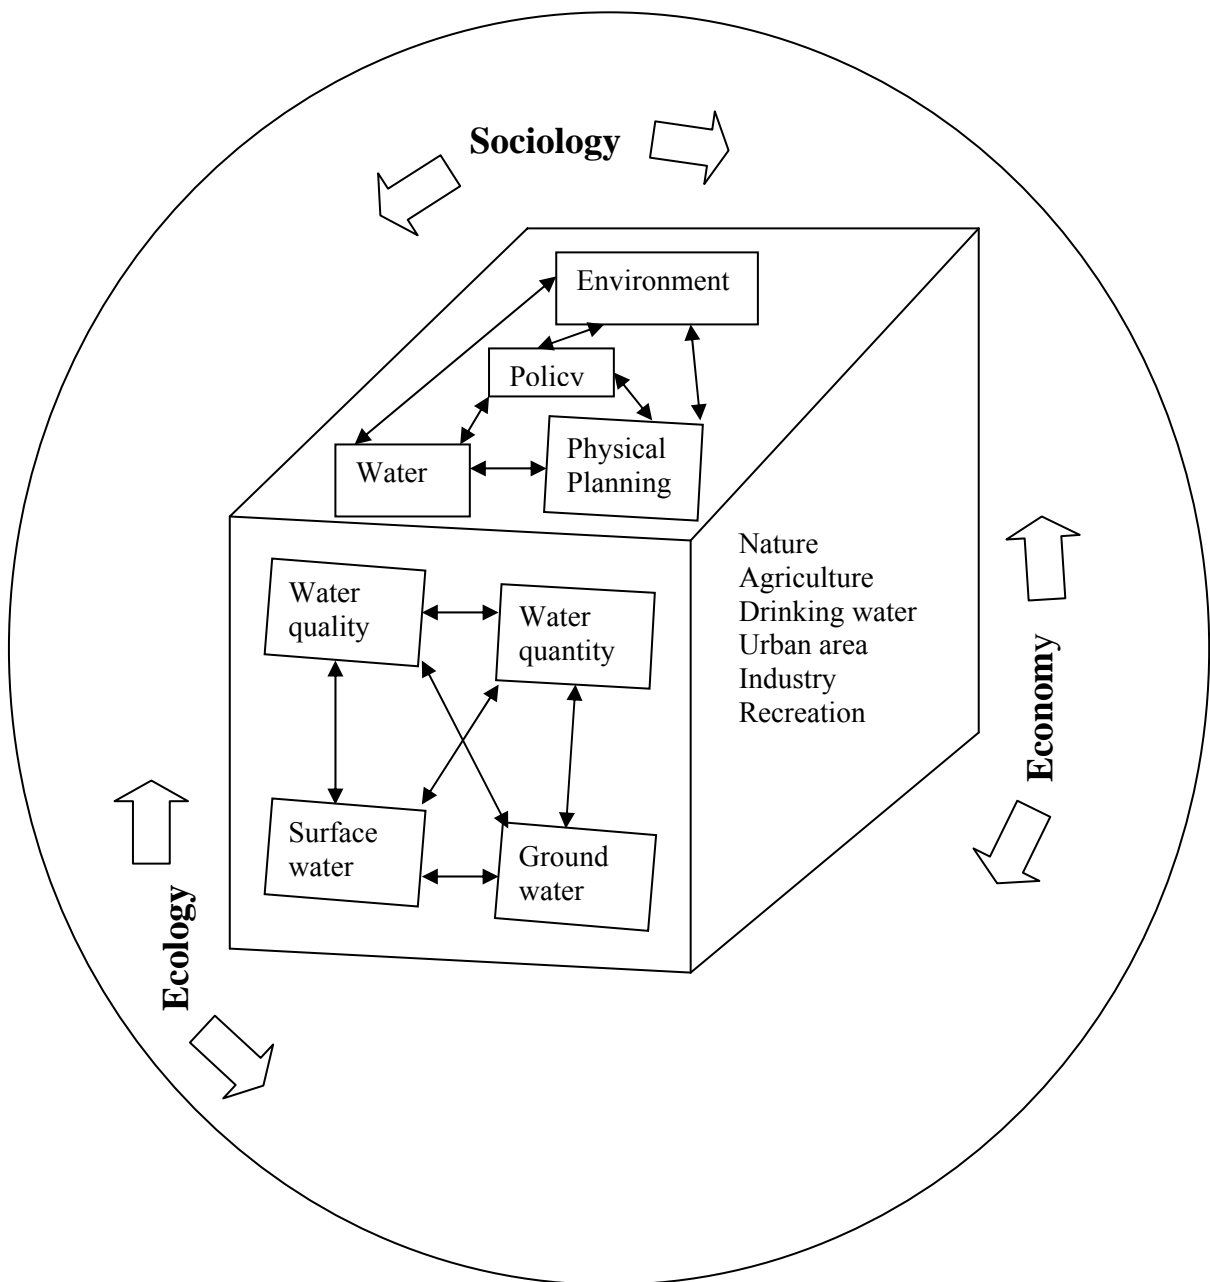 Sociology
Environment
Policy
Water
Physical
Planning
Water
quality
Water
quantity
Surface
water
Ground
water
Nature
Agriculture
Drinking water
Urban area
Industry
Recreation
Economy
Ecology